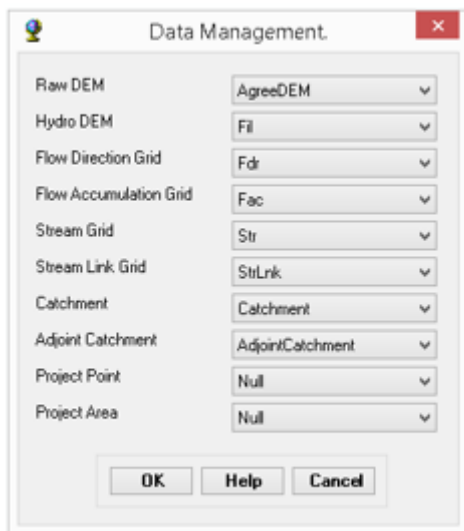 Data Management.
Raw DEM AgreeDEM
Hydro DEM Fil
Flow Direction Grid Fdr
Flow Accumulation Grid Fac
Stream Grid Str
Stream Link Grid StrLnk
Catchment Catchment
Adjoint Catchment AdjointCatchment
Project Point Null
Project Area Null
OK Help Cancel